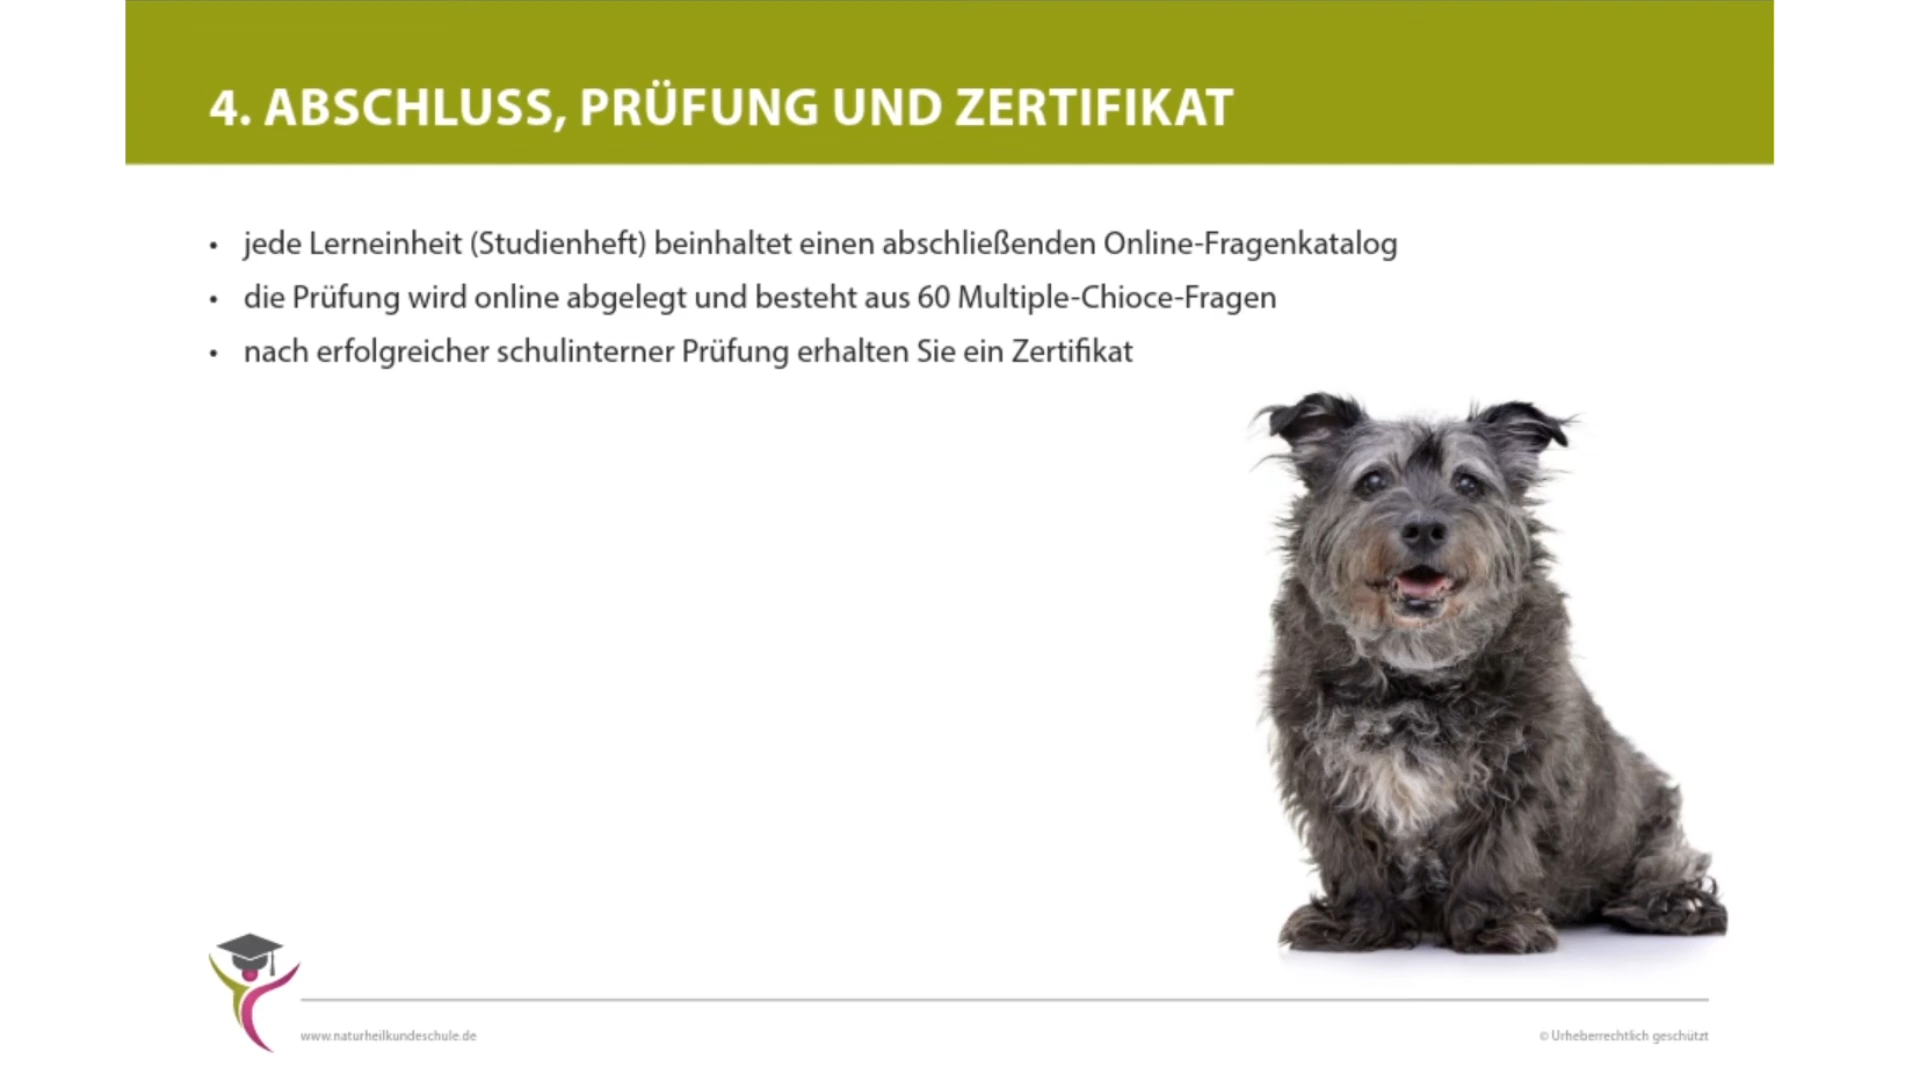 4. ABSCHLUSS, PRÜFUNG UND ZERTIFIKAT
• jede Lerneinheit (Studienheft) beinhaltet einen abschließenden Online-Fragenkatalog
• die Prüfung wird online abgelegt und besteht aus 60 Multiple-Chioce-Fragen
• nach erfolgreicher schulinterner Prüfung erhalten Sie ein Zertifikat
www.naturheilkundeschule.de
© Urheberrechtlich geschützt